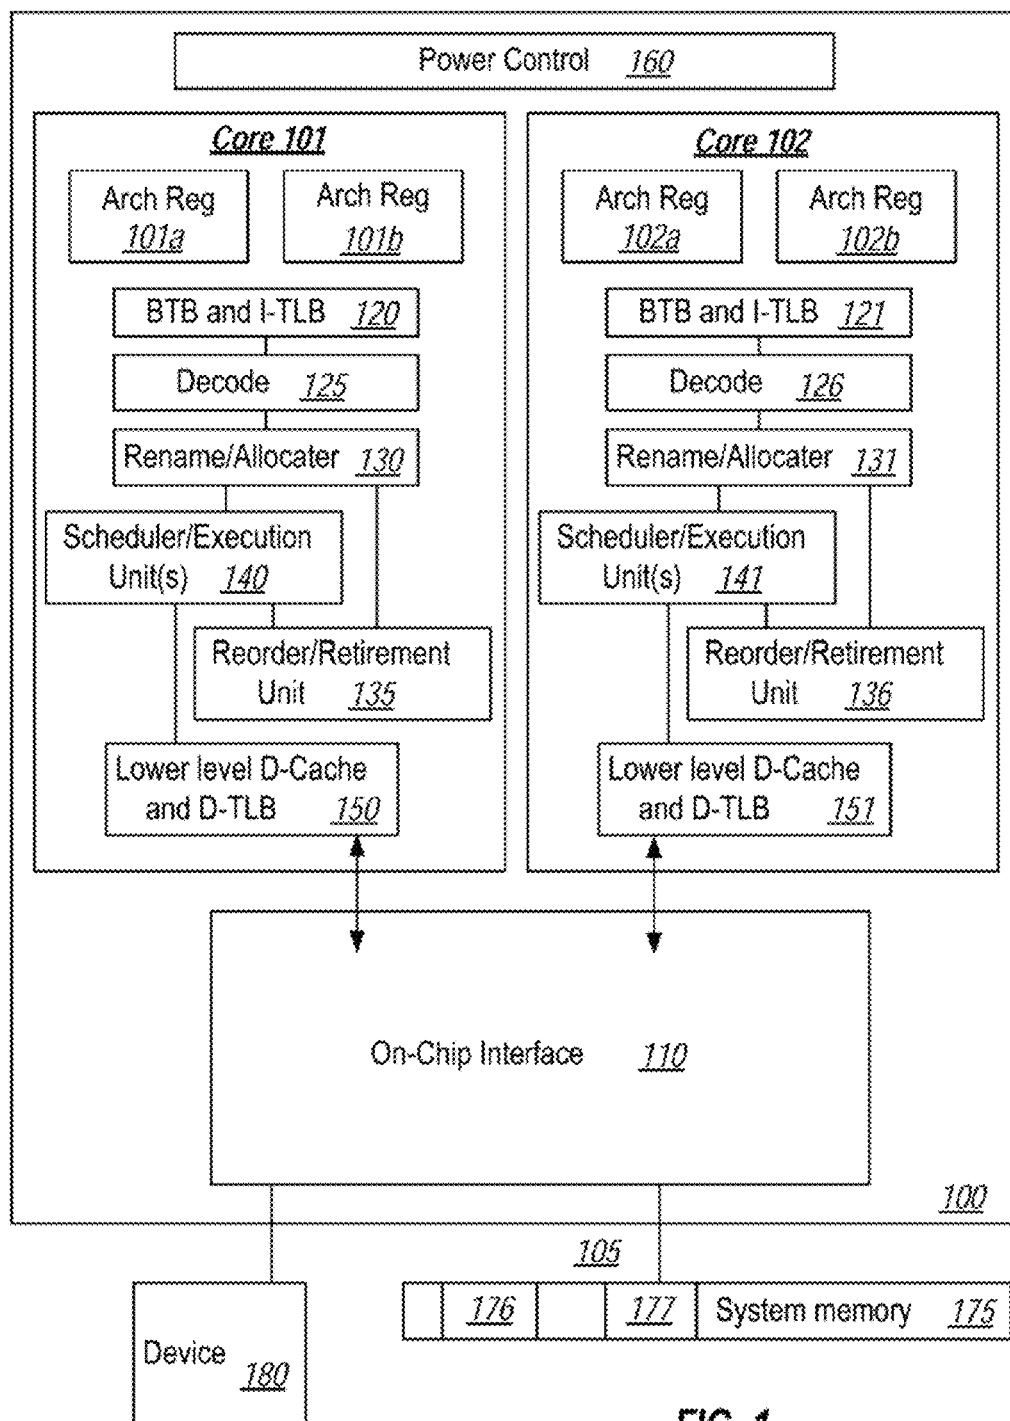 Power Control 160
Core 101
Core 102
Arch Reg
101a
Arch Reg
101b
Arch Reg
102a
Arch Reg
102b
BTB and I-TLB 120
BTB and I-TLB 121
Decode 125
Decode 126
Rename/Allocater 130
Rename/Allocater 131
Scheduler/Execution
Unit(s) 140
Scheduler/Execution
Unit(s) 141
Reorder/Retirement
Unit 135
Reorder/Retirement
Unit 136
Lower level D-Cache
and D-TLB 150
Lower level D-Cache
and D-TLB 151
On-Chip Interface 110
100
105
176
177
System memory 175
Device 180
FIG. 1